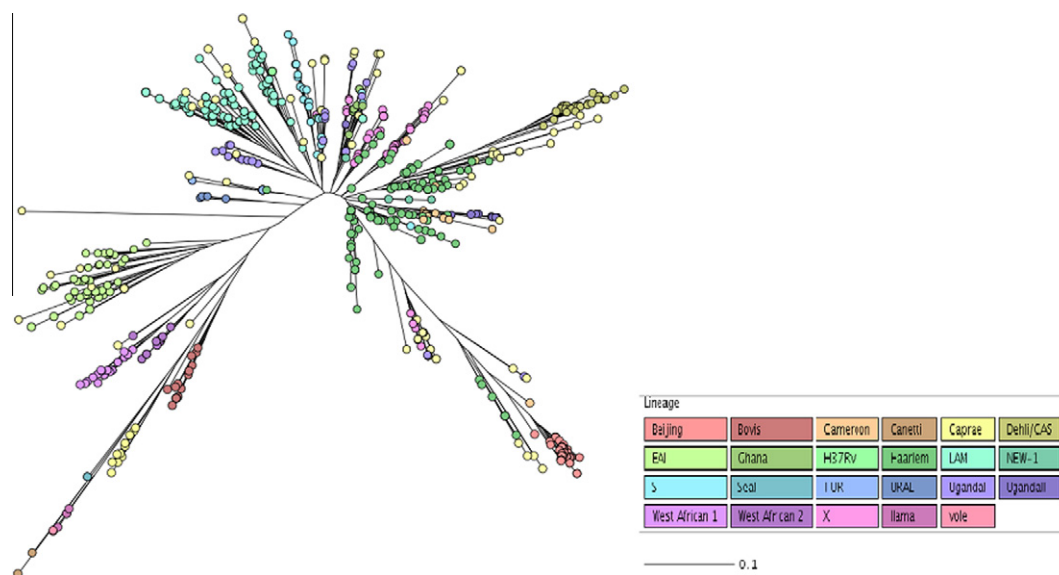 Lineage
Beijing Bovis Cameroon Canetti Caprae Dehli/CAS
EAI Ghana H37Rv Haarlem LAM NEW-1
S Seal TUR URAL UgandaI UgandaII
West African 1 West African 2 X llama vole
0.1